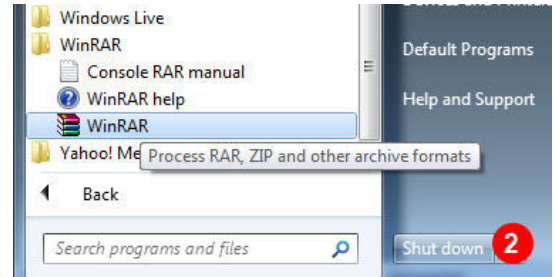 Windows Live
WinRAR
Console RAR manual
WinRAR help
WinRAR
Yahoo! Me
Process RAR, ZIP and other archive formats
Back
Search programs and files
Default Programs
Help and Support
Shut down
2